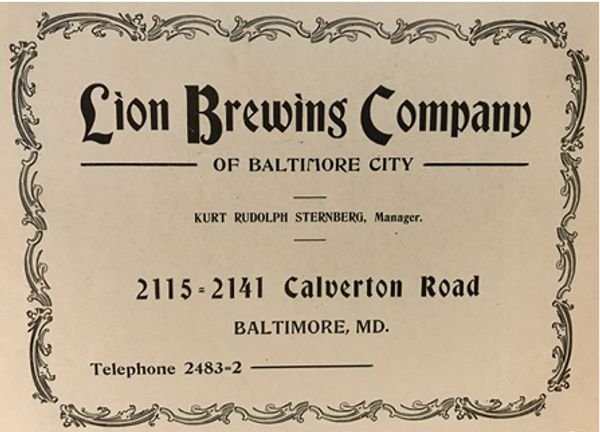 Lion Brewing Company
OF BALTIMORE CITY
KURT RUDOLPH STERNBERG, Manager.
2115=2141 Calverton Road
BALTIMORE, MD.
Telephone 2483=2